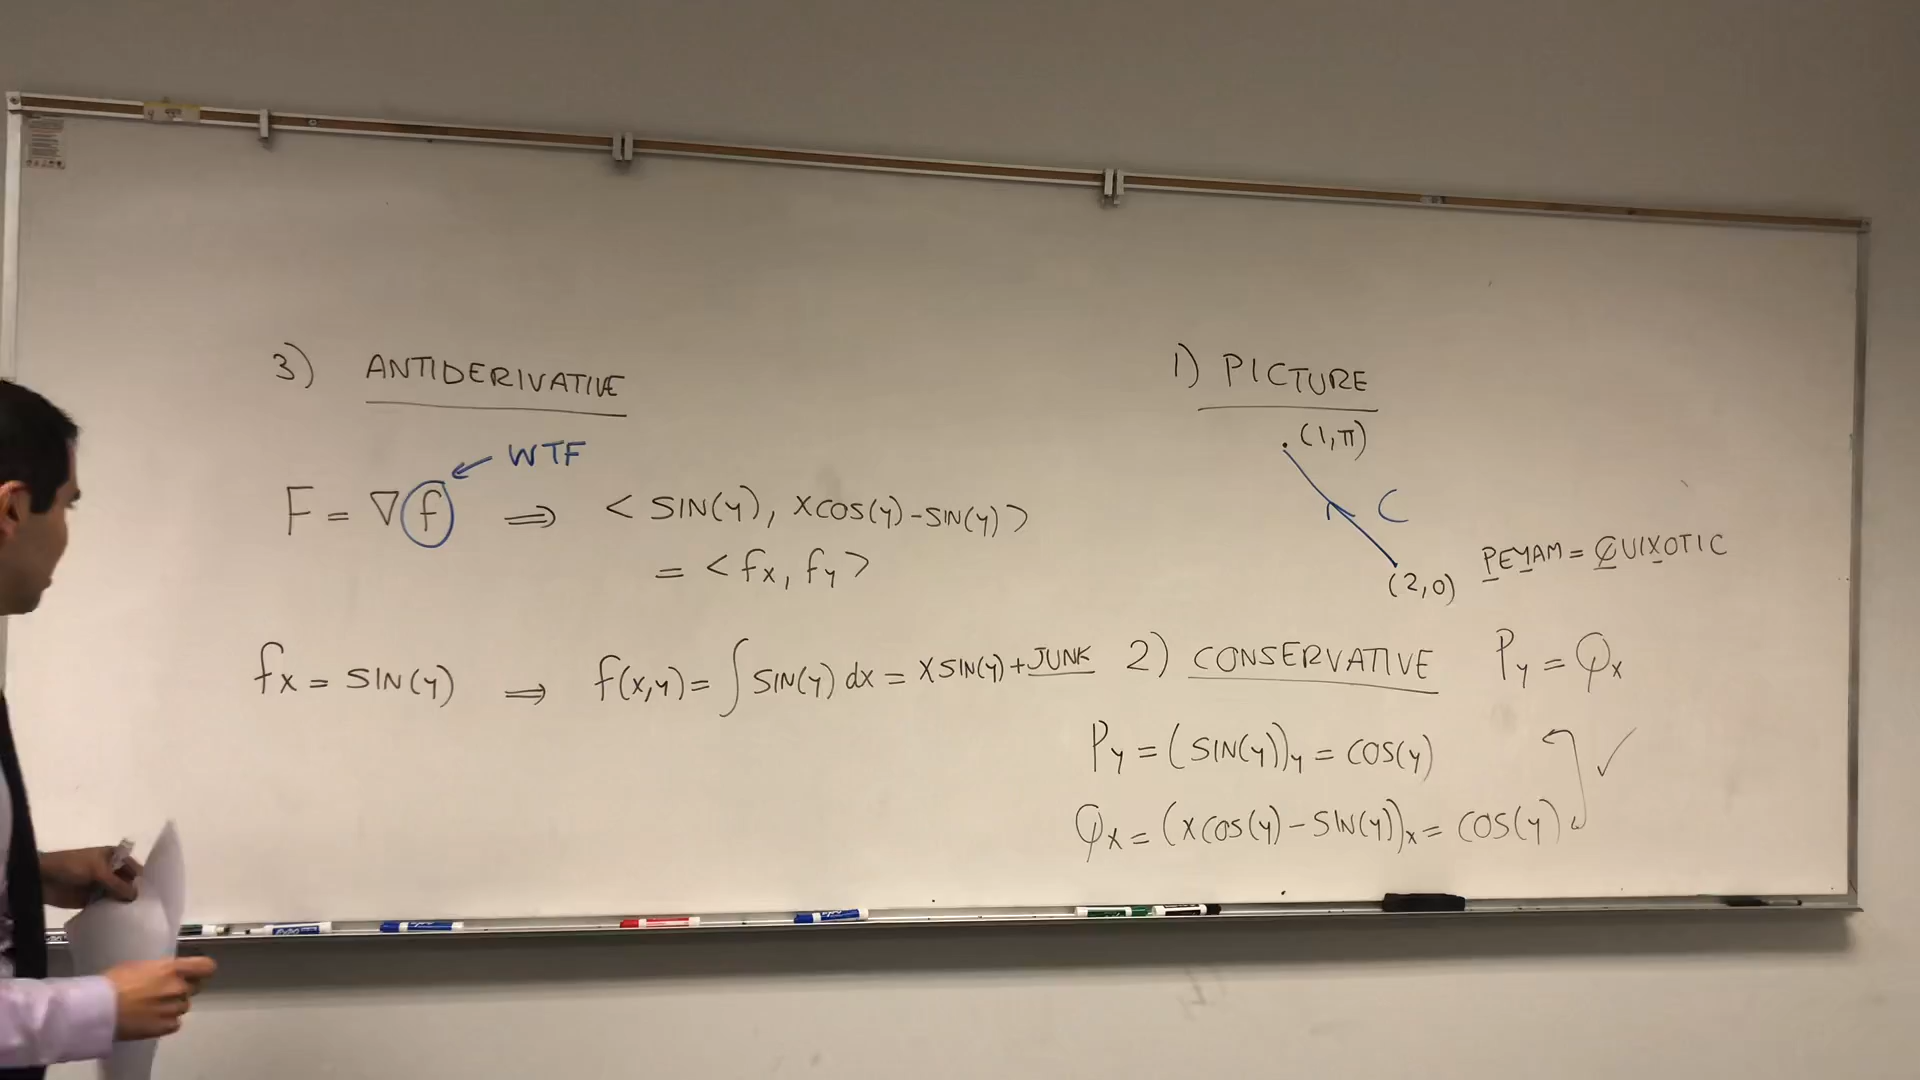 3) ANTIDERIVATIVE
WTF
F = ∇f ⟹ < SIN(y), XCOS(y) - SIN(y) >
= < fx, fy >
fx = SIN(y) ⟹ f(x,y) = ∫ SIN(y) dx = X SIN(y) + JUNK
1) PICTURE
(1,π)
C
(2,0)
PEYAM = QUIXOTIC
2) CONSERVATIVE Py = Qx
Py = (SIN(y))y = COS(y) ✓
Qx = (XCOS(y) - SIN(y))x = COS(y)